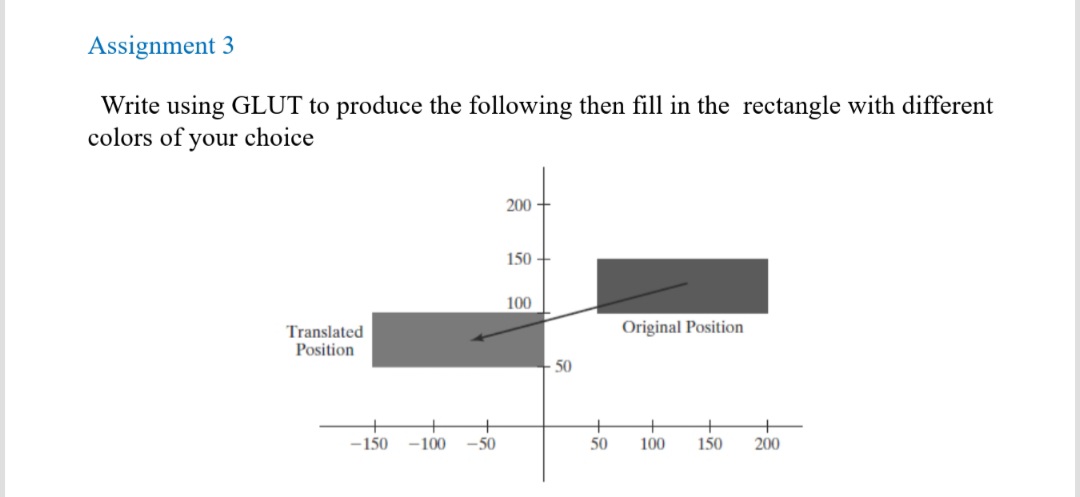 Assignment 3
Write using GLUT to produce the following then fill in the rectangle with different
colors of your choice
200
150
100
Translated
Position
Original Position
50
−150 −100 −50 50 100 150 200